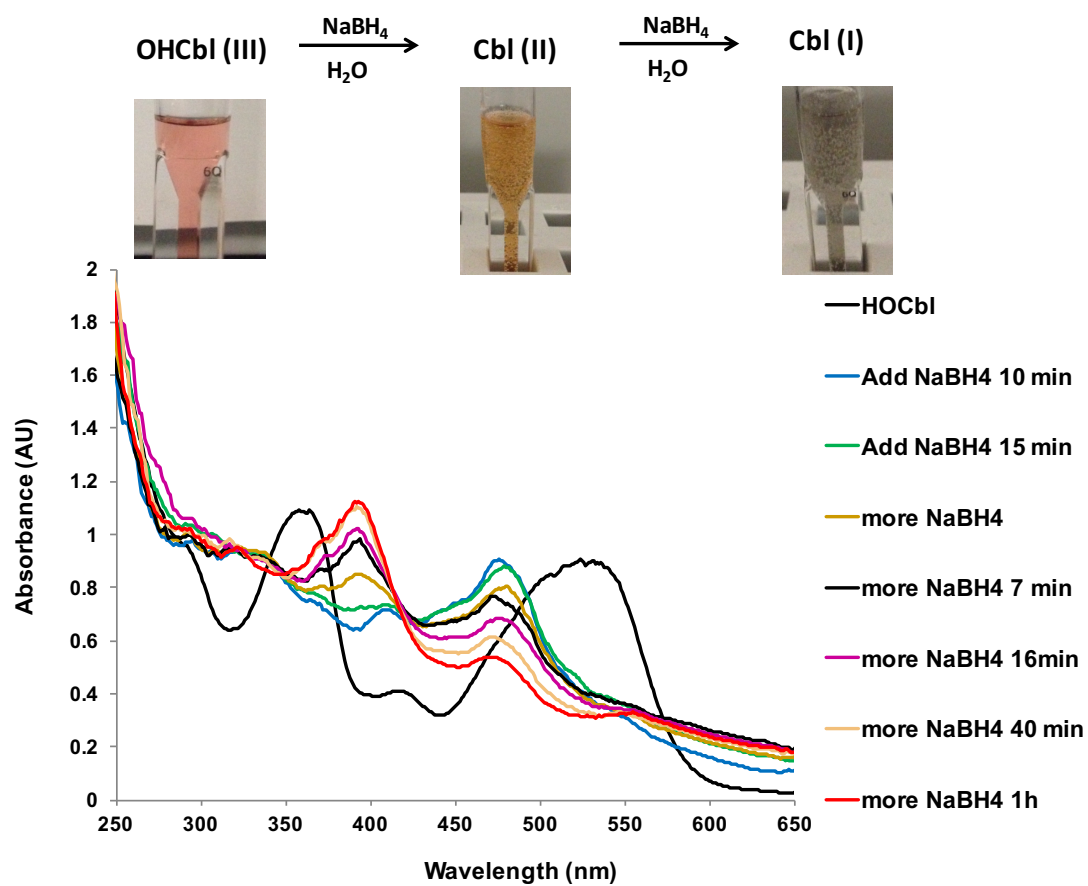 OHCbl (III) NaBH₄ Cbl (II) NaBH₄ Cbl (I)
H₂O H₂O
6Q 6Q
2
1.8
1.6
1.4
1.2
1
0.8
0.6
0.4
0.2
0
250 300 350 400 450 500 550 600 650
Absorbance (AU)
Wavelength (nm)
HOCbl
Add NaBH4 10 min
Add NaBH4 15 min
more NaBH4
more NaBH4 7 min
more NaBH4 16min
more NaBH4 40 min
more NaBH4 1h